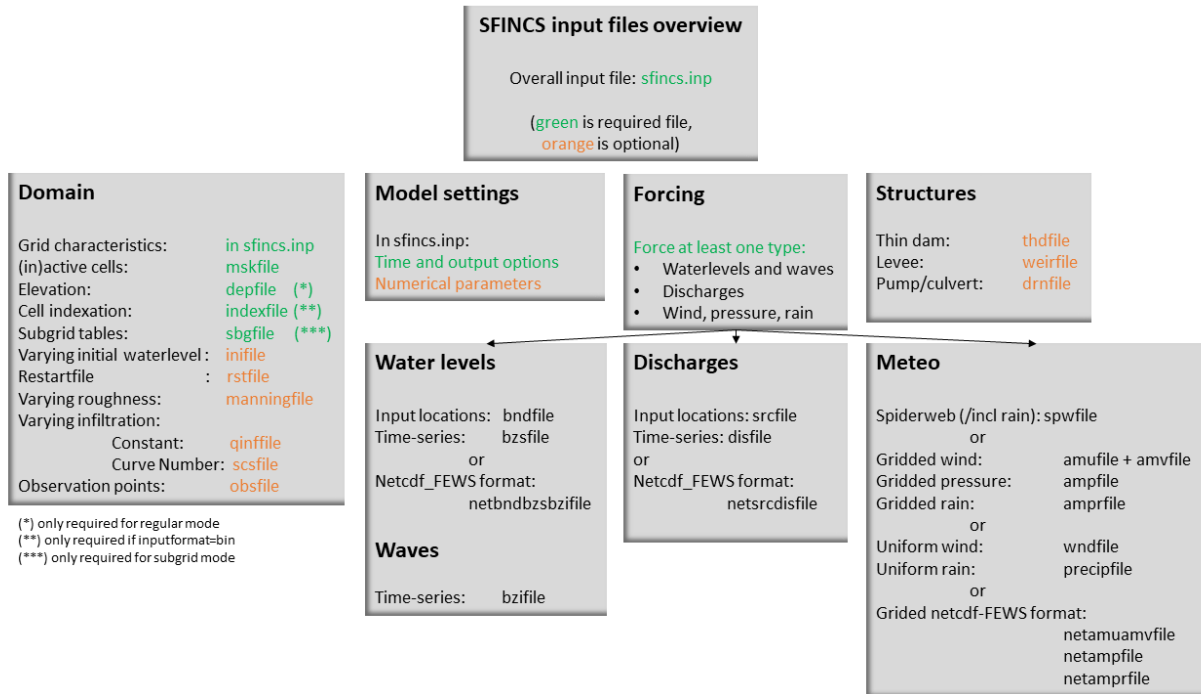 SFINCS input files overview
Overall input file: sfincs.inp
(green is required file,
orange is optional)
Domain
Grid characteristics: in sfincs.inp
(in)active cells: mskfile
Elevation: depfile (*)
Cell indexation: indexfile (**)
Subgrid tables: sbgfile (***)
Varying initial waterlevel : inifile
Restartfile : rstfile
Varying roughness: manningfile
Varying infiltration:
Constant: qinffile
Curve Number: scsfile
Observation points: obsfile
(*) only required for regular mode
(**) only required if inputformat=bin
(***) only required for subgrid mode
Model settings
In sfincs.inp:
Time and output options
Numerical parameters
Forcing
Force at least one type:
• Waterlevels and waves
• Discharges
• Wind, pressure, rain
Structures
Thin dam: thdfile
Levee: weirfile
Pump/culvert: drnfile
Water levels
Input locations: bndfile
Time-series: bzsfile
or
Netcdf_FEWS format:
netbndbzsbzifile
Waves
Time-series: bzifile
Discharges
Input locations: srcfile
Time-series: disfile
or
Netcdf_FEWS format:
netsrcdisfile
Meteo
Spiderweb (/incl rain): spwfile
or
Gridded wind: amufile + amvfile
Gridded pressure: ampfile
Gridded rain: amprfile
or
Uniform wind: wndfile
Uniform rain: precipfile
or
Grided netcdf-FEWS format:
netamuamvfile
netampfile
netamprfile